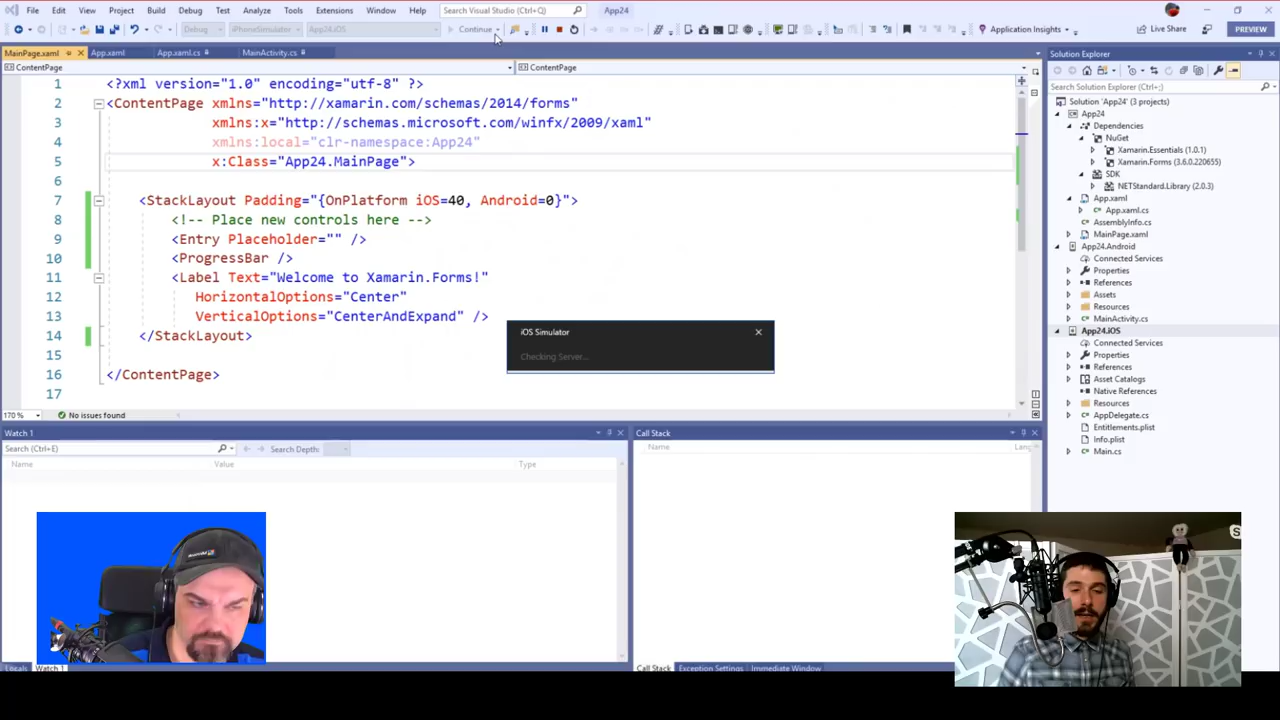 File Edit View Project Build Debug Test Analyze Tools Extensions Window Help Search Visual Studio (Ctrl+Q) App24
Debug iPhoneSimulator App24.iOS Continue Application Insights Live Share PREVIEW
MainPage.xaml App.xaml App.xaml.cs MainActivity.cs
ContentPage ContentPage
1 <?xml version="1.0" encoding="utf-8" ?>
2 <ContentPage xmlns="http://xamarin.com/schemas/2014/forms"
3 xmlns:x="http://schemas.microsoft.com/winfx/2009/xaml"
4 xmlns:local="clr-namespace:App24"
5 x:Class="App24.MainPage">
6
7 <StackLayout Padding="{OnPlatform iOS=40, Android=0}">
8 <!-- Place new controls here -->
9 <Entry Placeholder="" />
10 <ProgressBar />
11 <Label Text="Welcome to Xamarin.Forms!"
12 HorizontalOptions="Center"
13 VerticalOptions="CenterAndExpand" />
14 </StackLayout>
15
16 </ContentPage>
17
iOS Simulator
Checking Server...
170 % No issues found
Watch 1
Search (Ctrl+E) Search Depth:
Name Value Type
Call Stack
Name Lang
Locals Watch 1
Call Stack Exception Settings Immediate Window
Solution Explorer
Search Solution Explorer (Ctrl+;)
Solution 'App24' (3 projects)
App24
Dependencies
NuGet
Xamarin.Essentials (1.0.1)
Xamarin.Forms (3.6.0.220655)
SDK
NETStandard.Library (2.0.3)
App.xaml
App.xaml.cs
AssemblyInfo.cs
MainPage.xaml
App24.Android
Connected Services
Properties
References
Assets
Resources
MainActivity.cs
App24.iOS
Connected Services
Properties
References
Asset Catalogs
Native References
Resources
AppDelegate.cs
Entitlements.plist
Info.plist
Main.cs